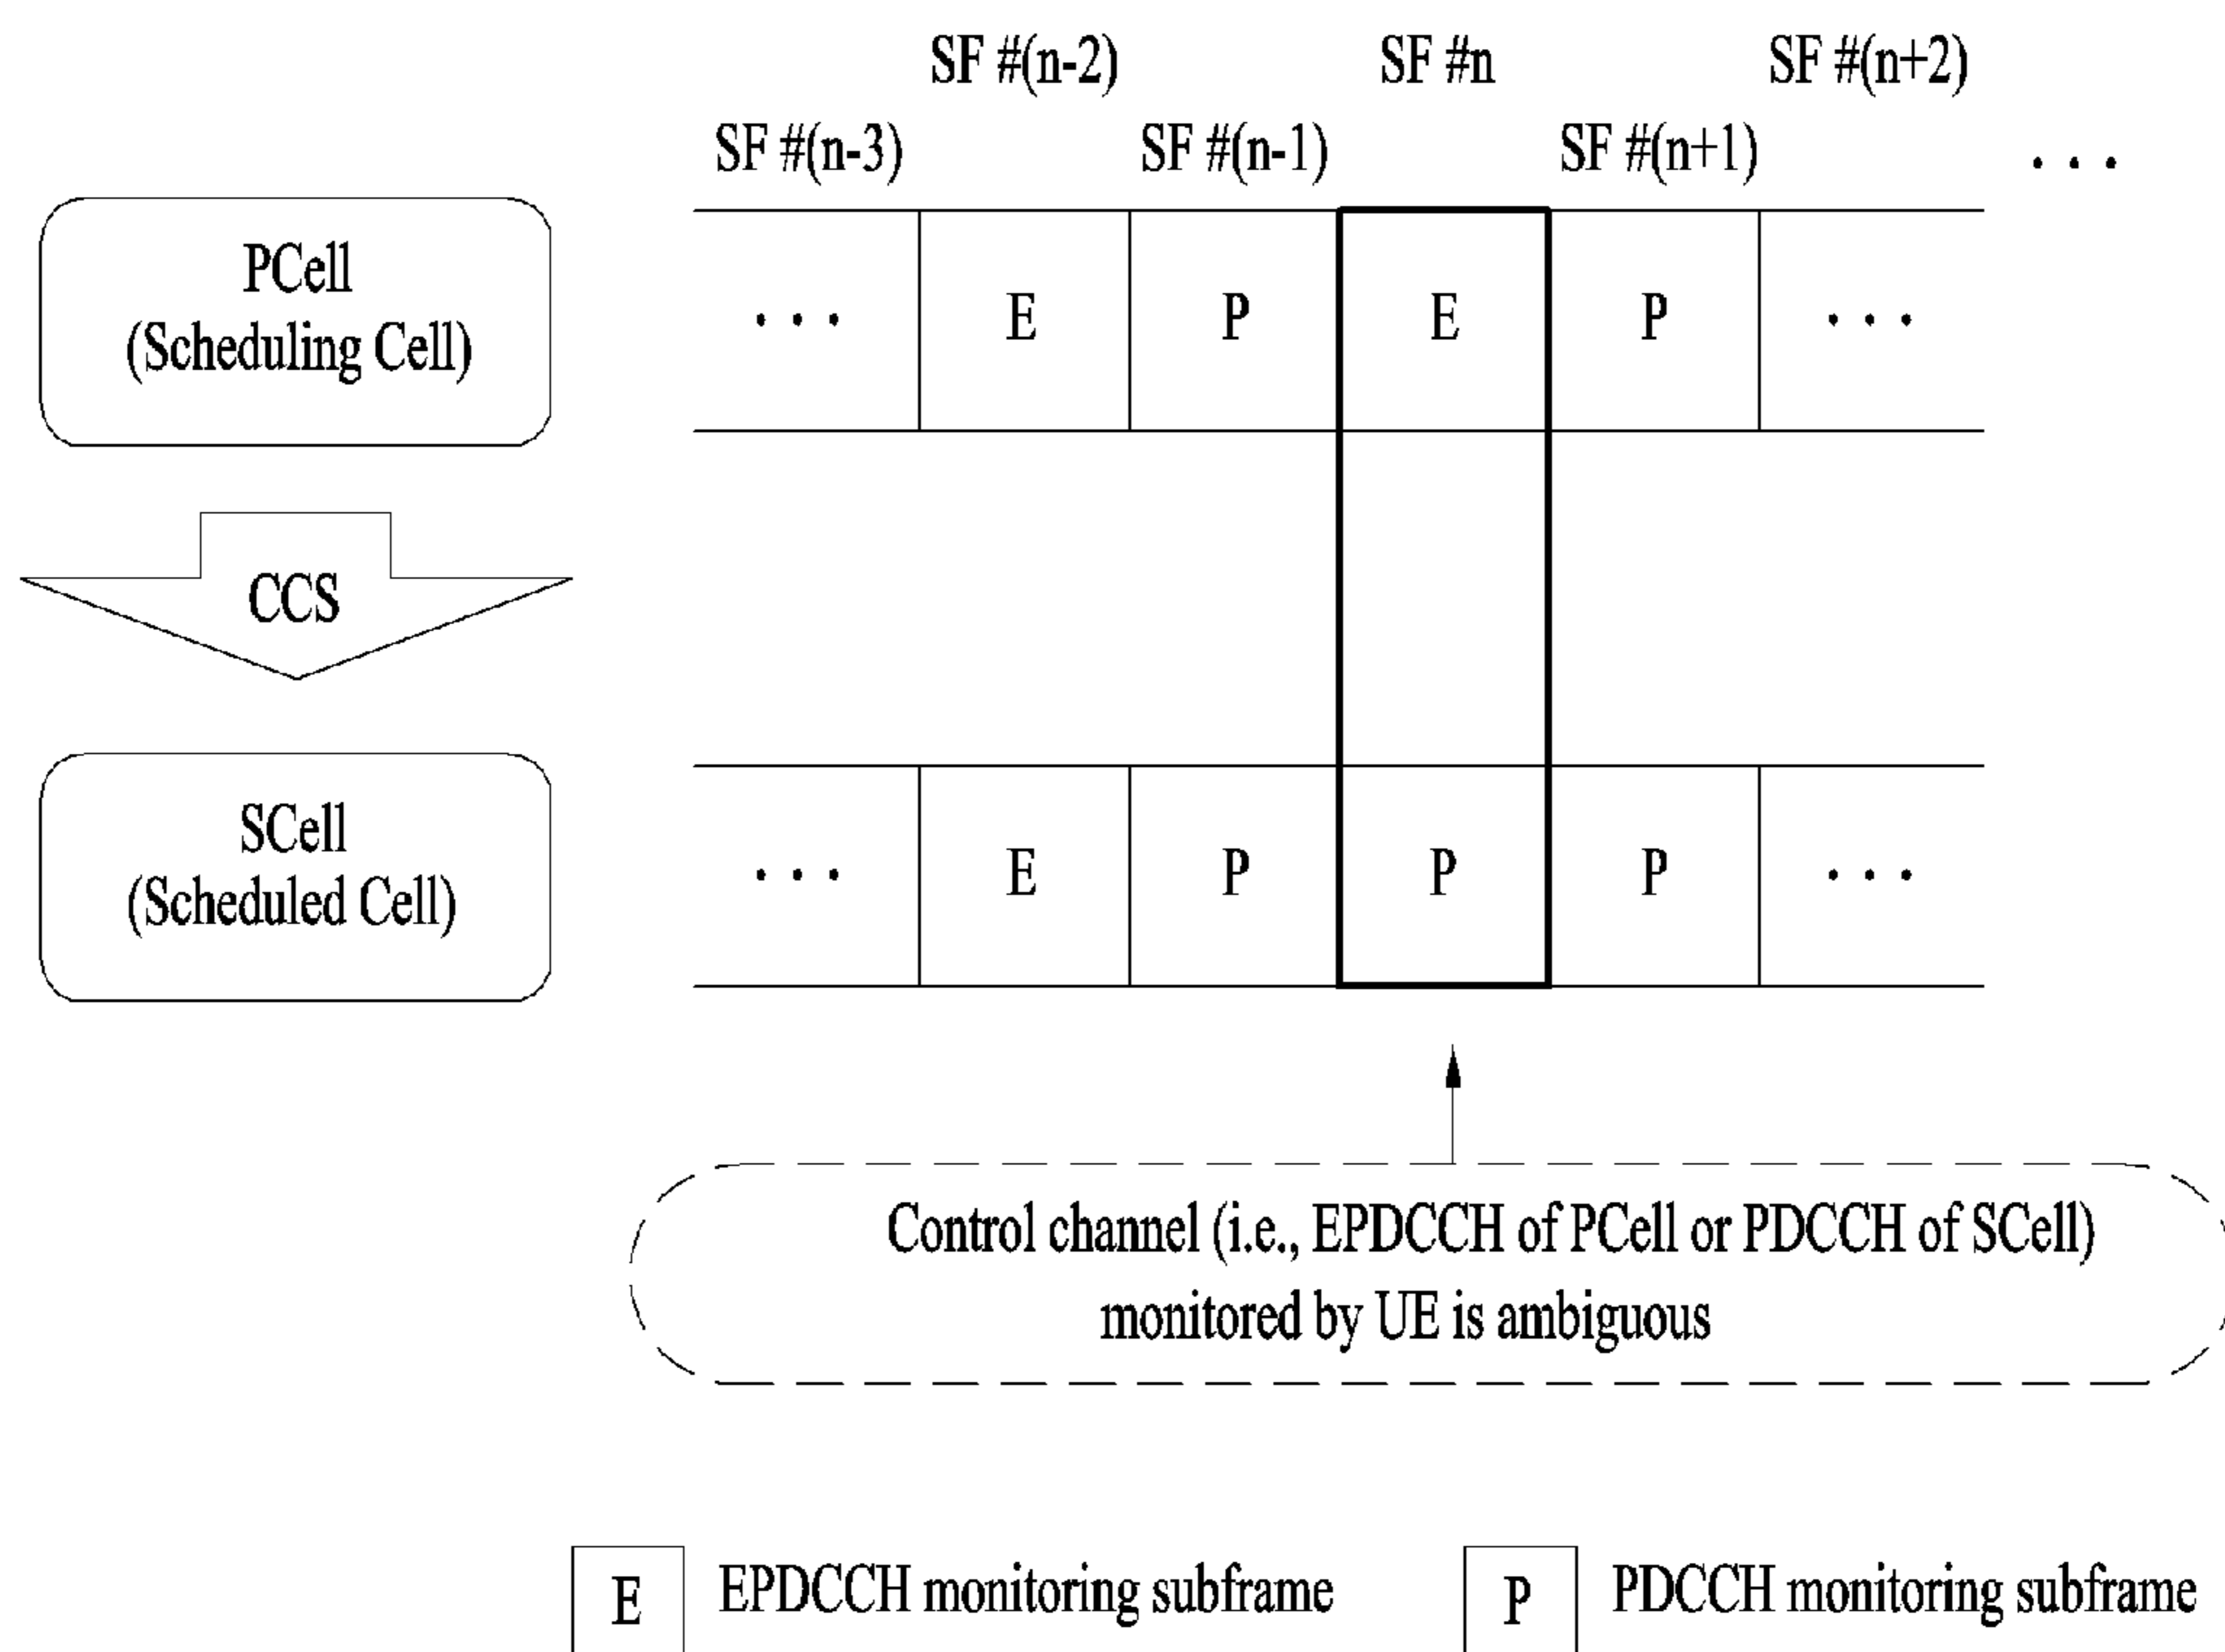 SF #(n-2) SF #n SF #(n+2)
SF #(n-3) SF #(n-1) SF #(n+1) . . .
PCell
(Scheduling Cell)
. . . E P E P . . .
CCS
SCell
(Scheduled Cell)
. . . E P P P . . .
Control channel (i.e., EPDCCH of PCell or PDCCH of SCell)
monitored by UE is ambiguous
E EPDCCH monitoring subframe P PDCCH monitoring subframe